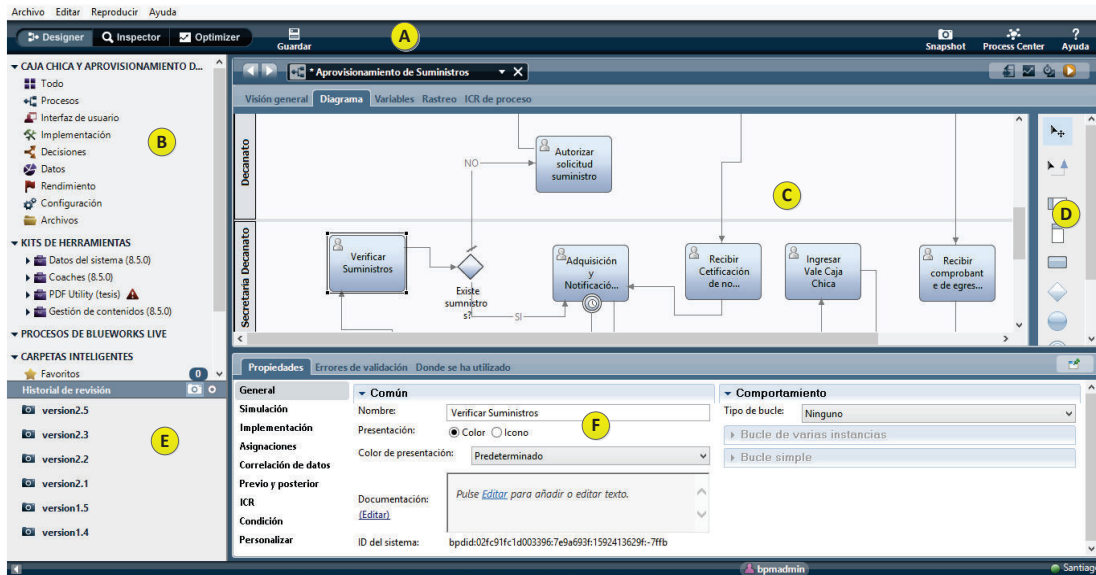 Archivo Editar Reproducir Ayuda
Designer Inspector Optimizer
Guardar
A
Snapshot Process Center Ayuda
CAJA CHICA Y APROVISIONAMIENTO D...
Todo
Procesos
Interfaz de usuario
Implementación
Decisiones
Datos
Rendimiento
Configuración
Archivos
B
KITS DE HERRAMIENTAS
Datos del sistema (8.5.0)
Coaches (8.5.0)
PDF Utility (tesis)
Gestión de contenidos (8.5.0)
PROCESOS DE BLUEWORKS LIVE
CARPETAS INTELIGENTES
Favoritos 0
Historial de revisión
version2.5
version2.3
version2.2
version2.1
version1.5
version1.4
E
* Aprovisionamiento de Suministros
Visión general Diagrama Variables Rastreo ICR de proceso
Decanato
NO
Autorizar
solicitud
suministro
C
D
Secretaria Decanato
Verificar
Suministros
Existe
suministro
s?
SI
Adquisición
y
Notificació...
Recibir
Cetificación
de no...
Ingresar
Vale Caja
Chica
Recibir
comprobant
e de egres...
Propiedades Errores de validación Donde se ha utilizado
General
Simulación
Implementación
Asignaciones
Correlación de datos
Previo y posterior
ICR
Condición
Personalizar
Común
Nombre: Verificar Suministros
Presentación: Color Icono
F
Color de presentación: Predeterminado
Documentación:
(Editar)
Pulse Editar para añadir o editar texto.
ID del sistema: bpdid:02fc91fc1d003396:7e9a693f:1592413629f:-7ffb
Comportamiento
Tipo de bucle: Ninguno
Bucle de varias instancias
Bucle simple
bpmadmin
Santiag